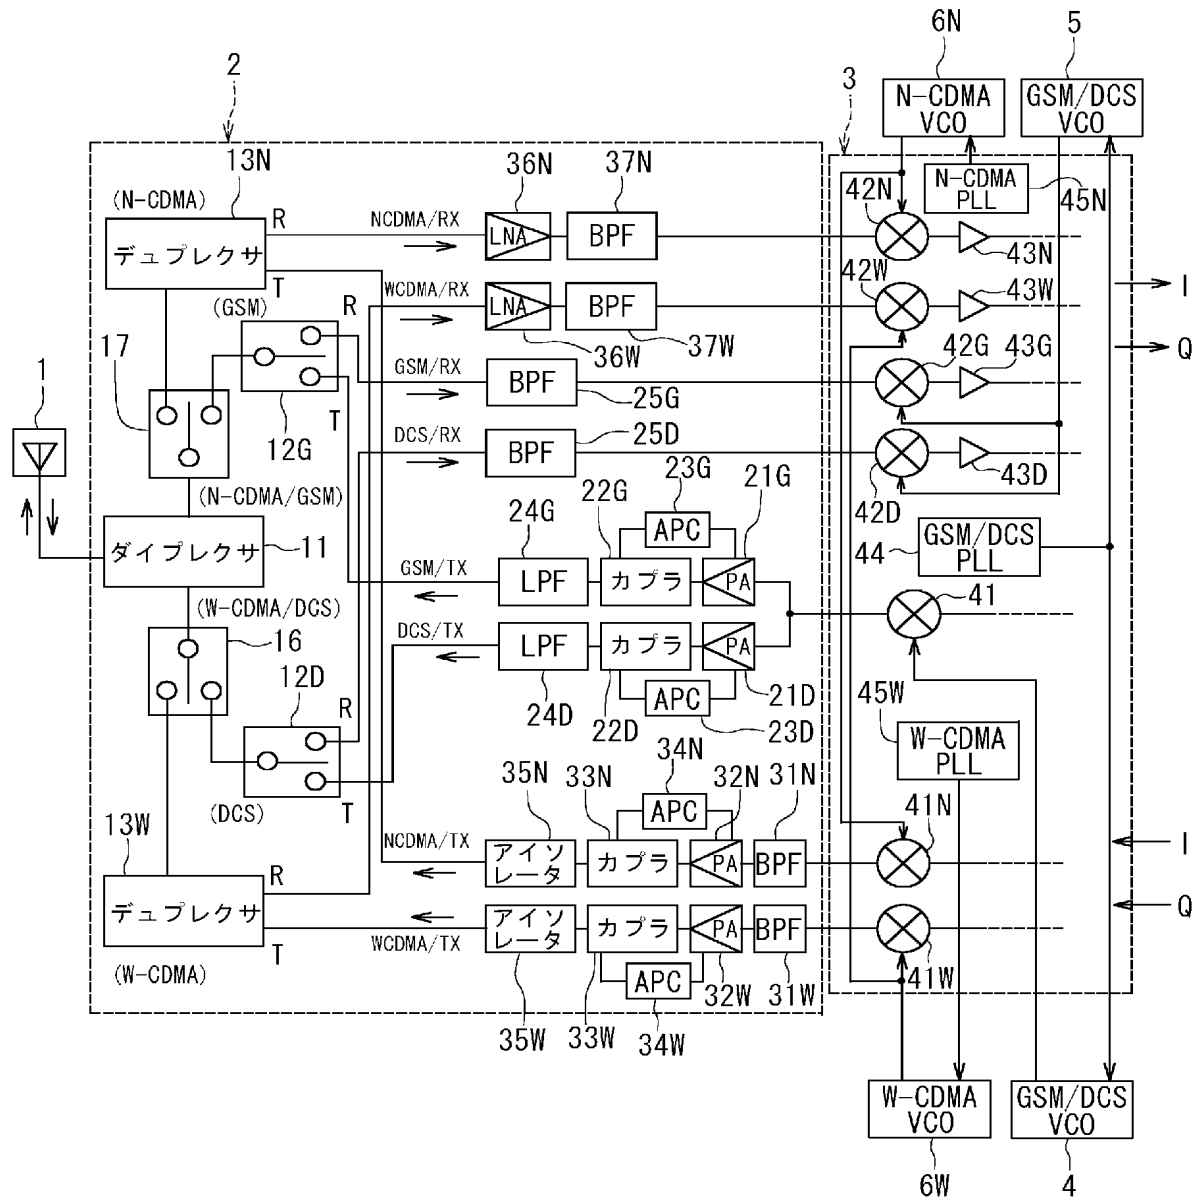 6N
5
2
3
N-CDMA
VCO
GSM/DCS
VCO
13N
36N
37N
42N
N-CDMA
PLL
45N
(N-CDMA)
R
NCDMA/RX
デュプレクサ
LNA
BPF
43N
T
42W
(GSM)
R
WCDMA/RX
LNA
BPF
43W
I
17
36W
37W
42G
43G
Q
1
GSM/RX
BPF
25G
T
12G
DCS/RX
BPF
25D
23G
21G
42D
43D
(N-CDMA/GSM)
24G
22G
APC
ダイプレクサ
11
GSM/TX
LPF
カプラ
PA
44
GSM/DCS
PLL
41
(W-CDMA/DCS)
16
DCS/TX
LPF
カプラ
PA
12D
R
24D
22D
APC
23D
21D
45W
W-CDMA
PLL
(DCS)
T
35N
33N
34N
32N
31N
APC
41N
13W
NCDMA/TX
アイソ
レータ
カプラ
PA
BPF
I
R
デュプレクサ
アイソ
レータ
カプラ
PA
BPF
Q
T
WCDMA/TX
(W-CDMA)
APC
41W
35W
33W
34W
32W
31W
W-CDMA
VCO
GSM/DCS
VCO
6W
4